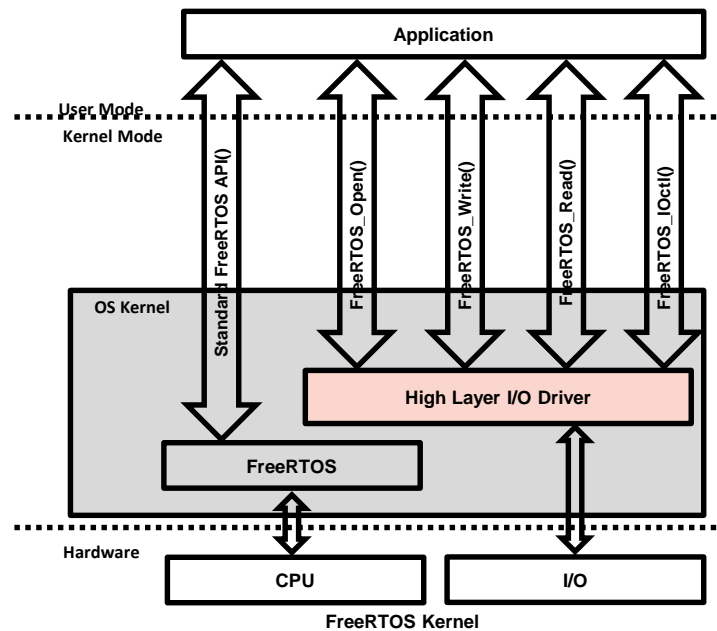 Application
User Mode
Kernel Mode
Standard FreeRTOS API()
FreeRTOS_Open()
FreeRTOS_Write()
FreeRTOS_Read()
FreeRTOS_IOctl()
OS Kernel
High Layer I/O Driver
FreeRTOS
Hardware
CPU
I/O
FreeRTOS Kernel